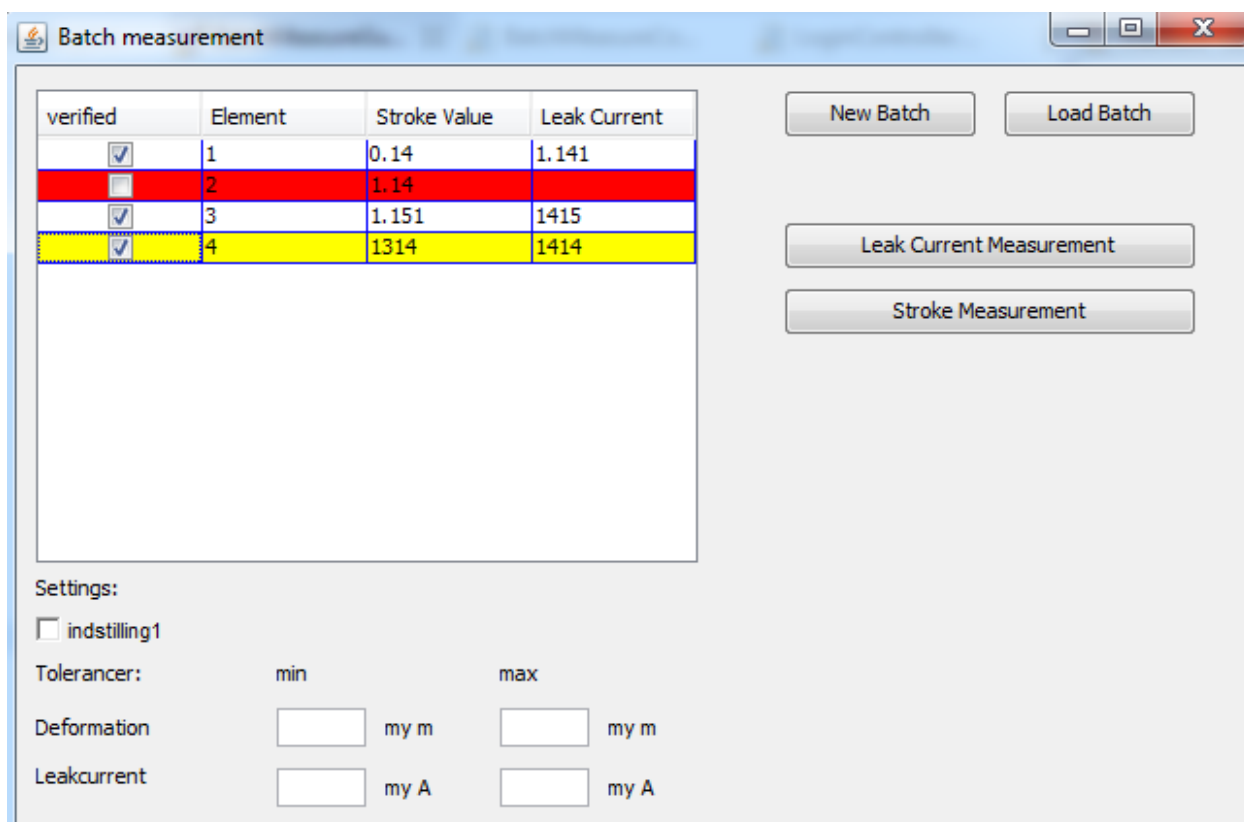 Batch measurement
verified Element Stroke Value Leak Current
1 0.14 1.141
2 1.14
3 1.151 1415
4 1314 1414
New Batch Load Batch
Leak Current Measurement
Stroke Measurement
Settings:
indstilling1
Tolerancer: min max
Deformation my m my m
Leakcurrent my A my A